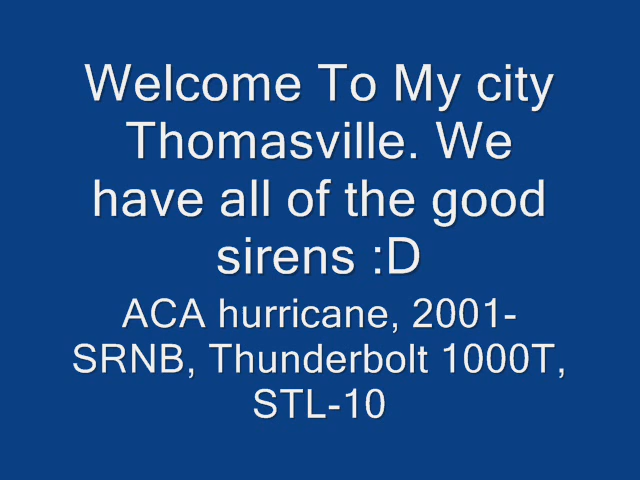 Welcome To My city
Thomasville. We
have all of the good
sirens :D
ACA hurricane, 2001-
SRNB, Thunderbolt 1000T,
STL-10